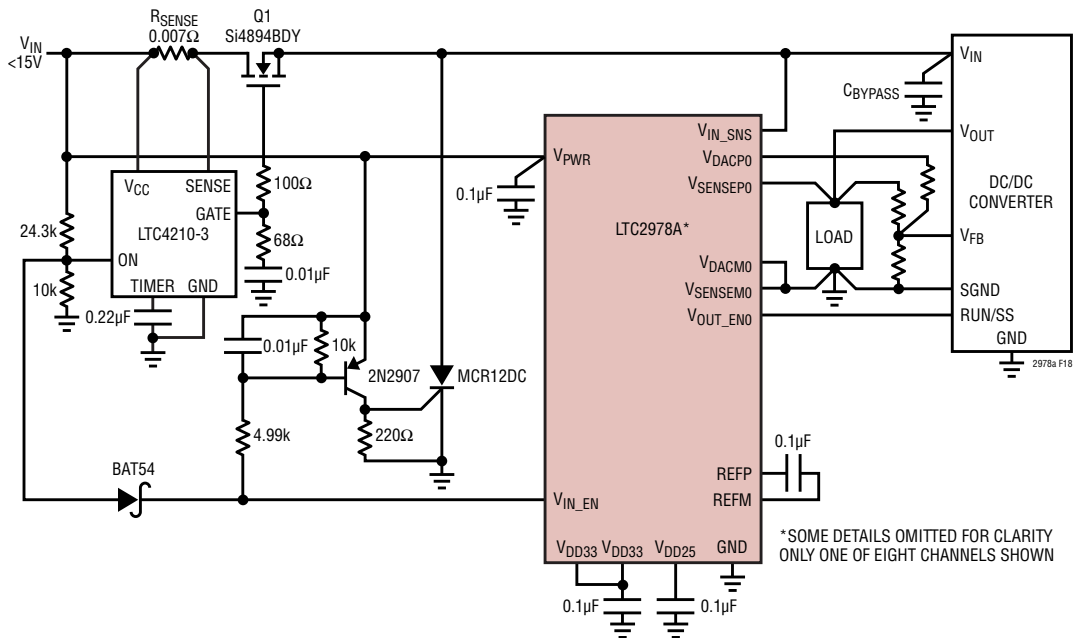 RSENSE
0.007Ω
Q1
Si4894BDY
VIN
<15V
VIN
CBYPASS
VOUT
DC/DC
CONVERTER
VFB
SGND
RUN/SS
GND
2978a F18
VIN_SNS
VDACP0
VSENSEP0
VPWR
0.1µF
LTC2978A*
LOAD
VDACM0
VSENSEM0
VOUT_EN0
VCC
SENSE
GATE
LTC4210-3
ON
TIMER
GND
100Ω
68Ω
0.01µF
24.3k
10k
0.22µF
0.01µF
10k
2N2907
MCR12DC
4.99k
220Ω
BAT54
VIN_EN
REFP
REFM
0.1µF
VDD33
VDD33
VDD25
GND
0.1µF
0.1µF
*SOME DETAILS OMITTED FOR CLARITY
ONLY ONE OF EIGHT CHANNELS SHOWN